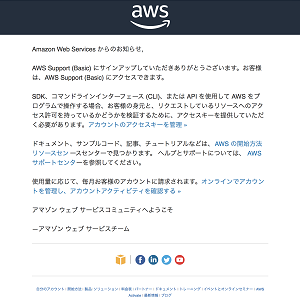 aws
Amazon Web Services からのお知らせ、
AWS Support (Basic) にサインアップしていただきありがとうございます。お客様
は、AWS Support (Basic) にアクセスできます。
SDK、コマンドラインインターフェース (CLI)、または API を使用して AWS をプ
ログラムで操作する場合、お客様の身元と、リクエストしているリソースへのアク
セス許可を持っているかどうかを検証するために、アクセスキーを提供していただ
く必要があります。アカウントのアクセスキーを管理 »
ドキュメント、サンプルコード、記事、チュートリアルなどは、AWS の開始方法
リソースセンースセンターで見つかります。 ヘルプとサポートについては、 AWS
サポートセンターを参照してください。
使用量に応じて、毎月お客様のアカウントに請求されます。オンラインでアカウン
トを管理し、アカウントアクティビティを確認する »
アマゾン ウェブ サービスコミュニティへようこそ
—アマゾン ウェブ サービスチーム